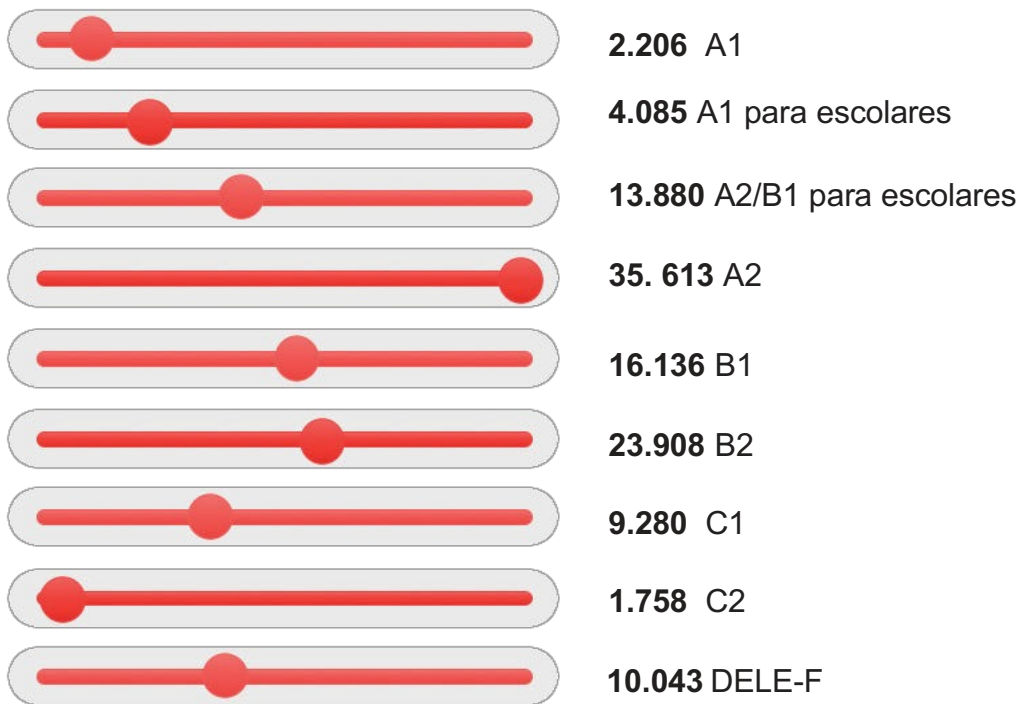 2.206 A1
4.085 A1 para escolares
13.880 A2/B1 para escolares
35. 613 A2
16.136 B1
23.908 B2
9.280 C1
1.758 C2
10.043 DELE-F